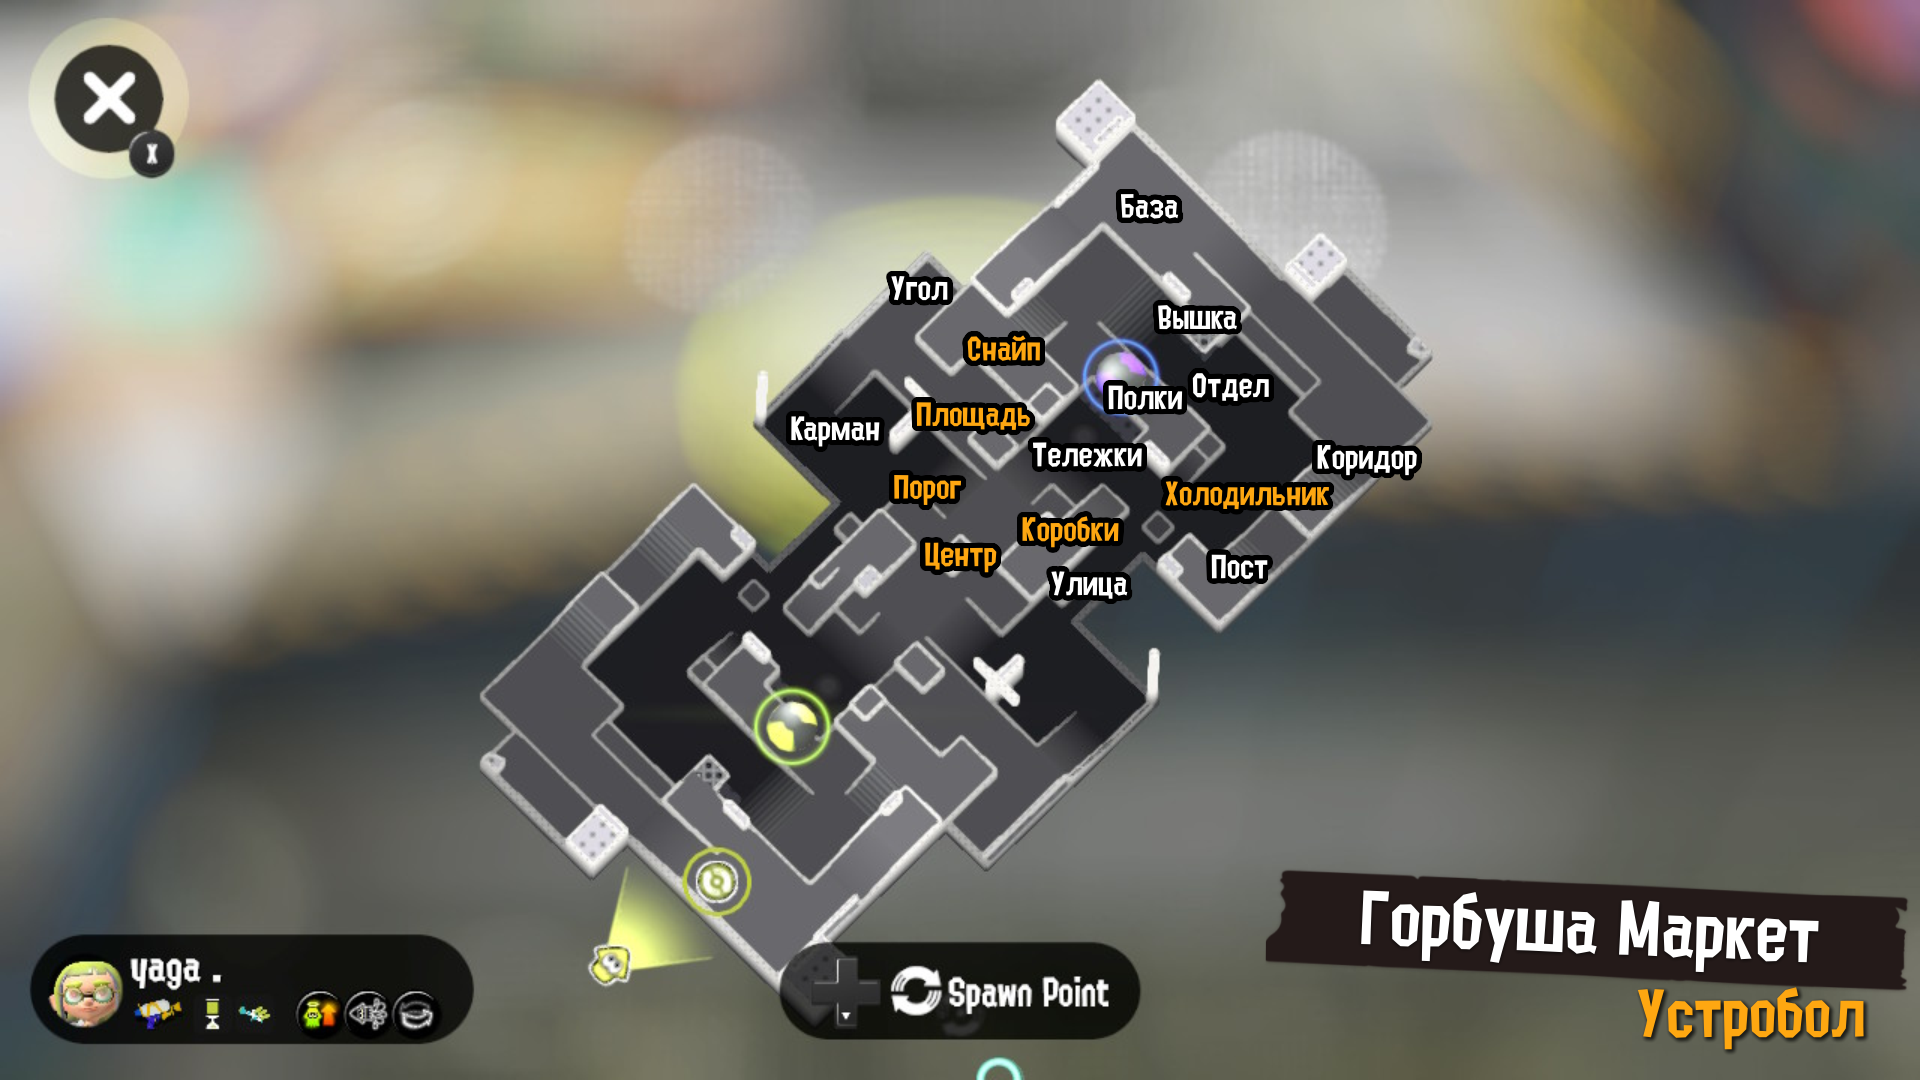 X
База
Угол
Вышка
Снайп
Отдел
Полки
Площадь
Карман
Тележки
Коридор
Порог
Холодильник
Коробки
Центр
Пост
Улица
Горбуша Маркет
yaga .
Spawn Point
Устробол